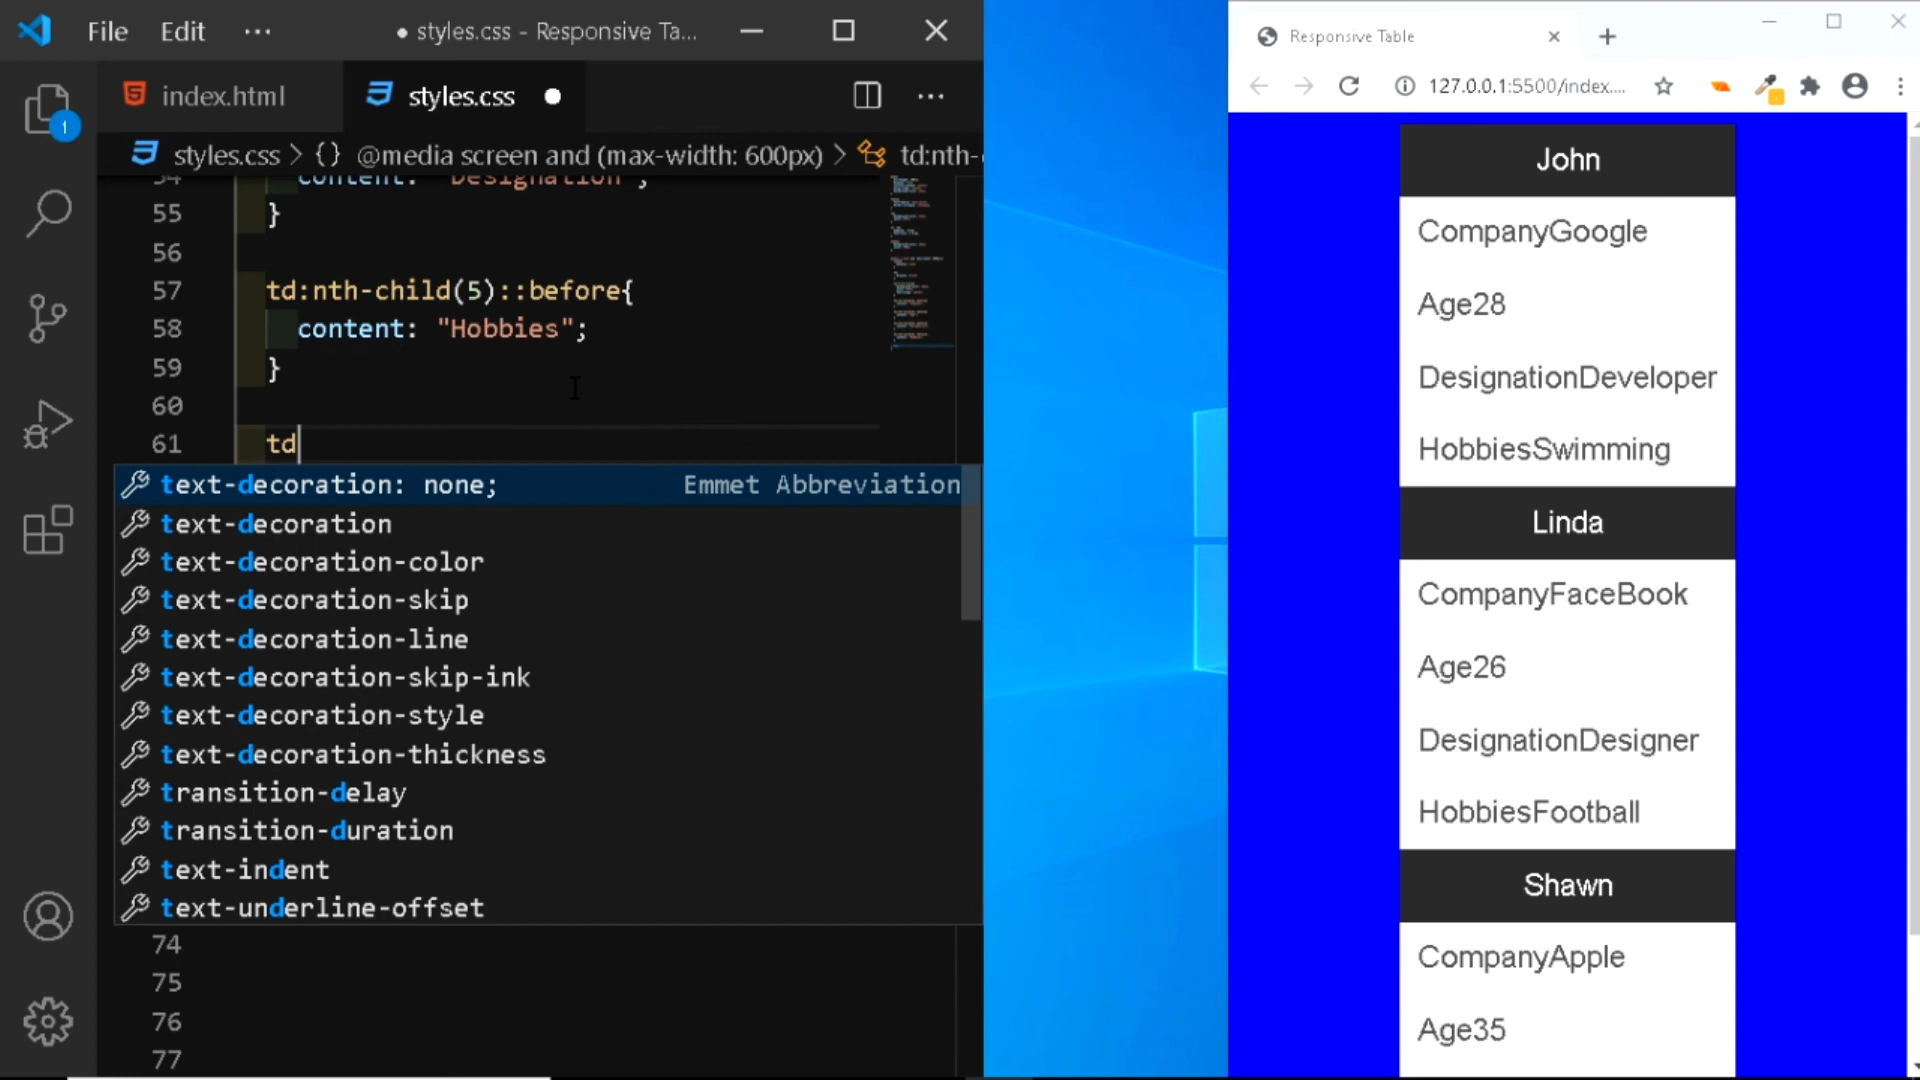 File Edit ...
● styles.css - Responsive Ta...
index.html
styles.css
styles.css > {} @media screen and (max-width: 600px) > td:nth-
1
54 content: "Designation";
55 }
56
57 td:nth-child(5)::before{
58 content: "Hobbies";
59 }
60
61 td
text-decoration: none; Emmet Abbreviation
text-decoration
text-decoration-color
text-decoration-skip
text-decoration-line
text-decoration-skip-ink
text-decoration-style
text-decoration-thickness
transition-delay
transition-duration
text-indent
text-underline-offset
74
75
76
77
Responsive Table
127.0.0.1:5500/index....
John
CompanyGoogle
Age28
DesignationDeveloper
HobbiesSwimming
Linda
CompanyFaceBook
Age26
DesignationDesigner
HobbiesFootball
Shawn
CompanyApple
Age35